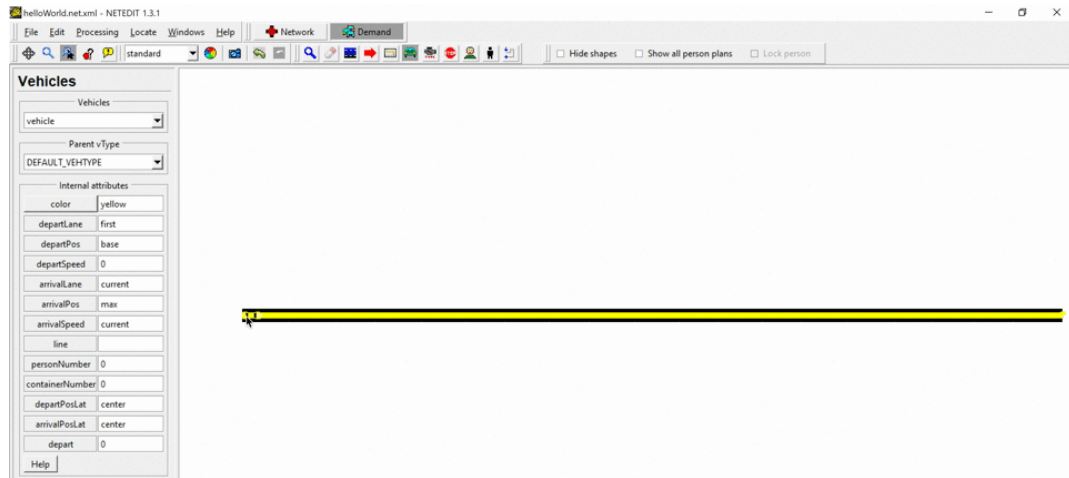 helloWorld.net.xml - NETEDIT 1.3.1
File Edit Processing Locate Windows Help Network Demand
standard Hide shapes Show all person plans Lock person
Vehicles
Vehicles
vehicle
Parent vType
DEFAULT_VEHTYPE
Internal attributes
color yellow
departLane first
departPos base
departSpeed 0
arrivalLane current
arrivalPos max
arrivalSpeed current
line
personNumber 0
containerNumber 0
departPosLat center
arrivalPosLat center
depart 0
Help